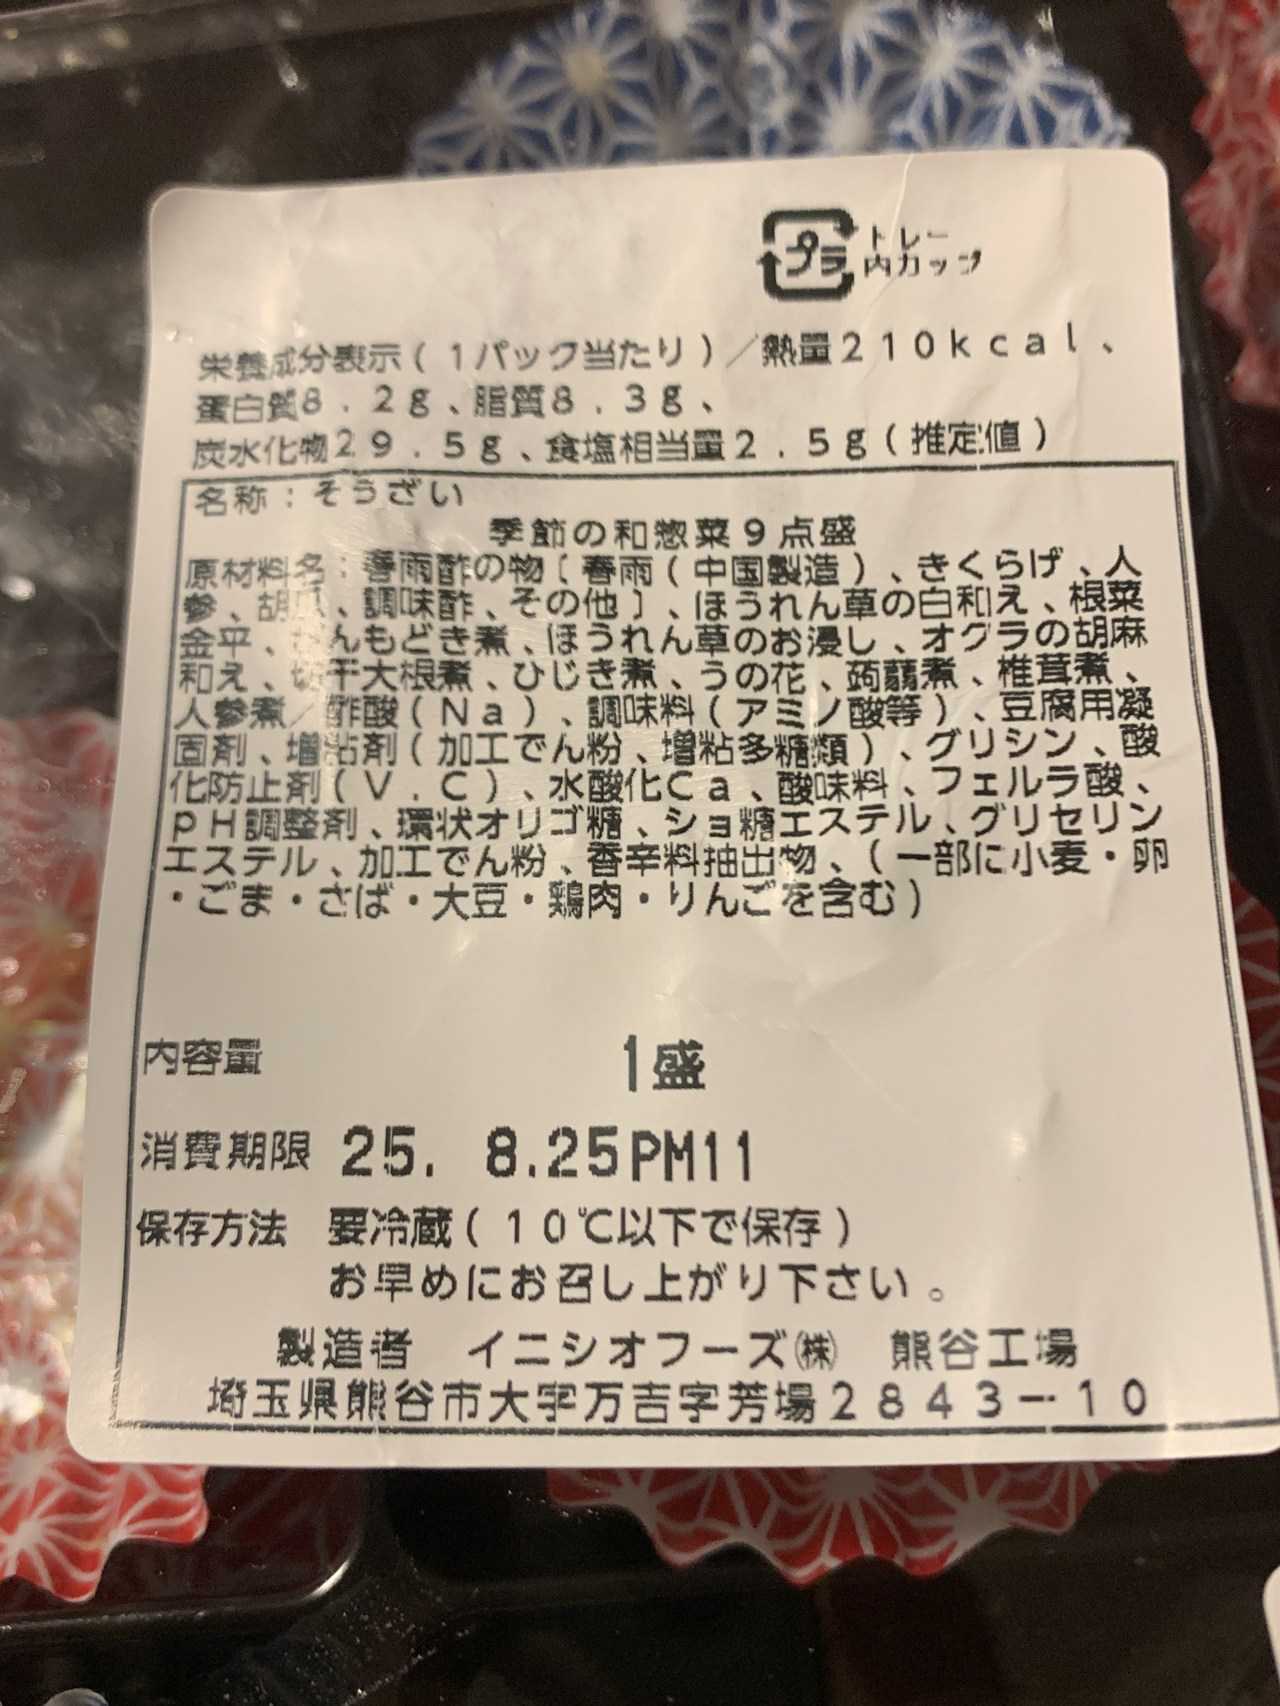 プラ トレー
内カップ
栄養成分表示(1パック当たり)/熱量210kcal、
蛋白質8.2g、脂質8.3g、
炭水化物29.5g、食塩相当量2.5g(推定値)
名称:そうざい
季節の和惣菜9点盛
原材料名:春雨酢の物〔春雨(中国製造)、きくらげ、人
参、胡瓜、調味酢、その他〕、ほうれん草の白和え、根菜
金平、がんもどき煮、ほうれん草のお浸し、オクラの胡麻
和え、切干大根煮、ひじき煮、うの花、蒟蒻煮、椎茸煮、
人参煮/酢酸(Na)、調味料(アミノ酸等)、豆腐用凝
固剤、増粘剤(加工でん粉、増粘多糖類)、グリシン、酸
化防止剤(V.C)、水酸化Ca、酸味料、フェルラ酸、
pH調整剤、環状オリゴ糖、ショ糖エステル、グリセリン
エステル、加工でん粉、香辛料抽出物、(一部に小麦・卵
・ごま・さば・大豆・鶏肉・りんごを含む)
内容量 1盛
消費期限 25. 8.25PM11
保存方法 要冷蔵(10℃以下で保存)
お早めにお召し上がり下さい。
製造者 イニシオフーズ㈱ 熊谷工場
埼玉県熊谷市大字万吉字芳場2843-10